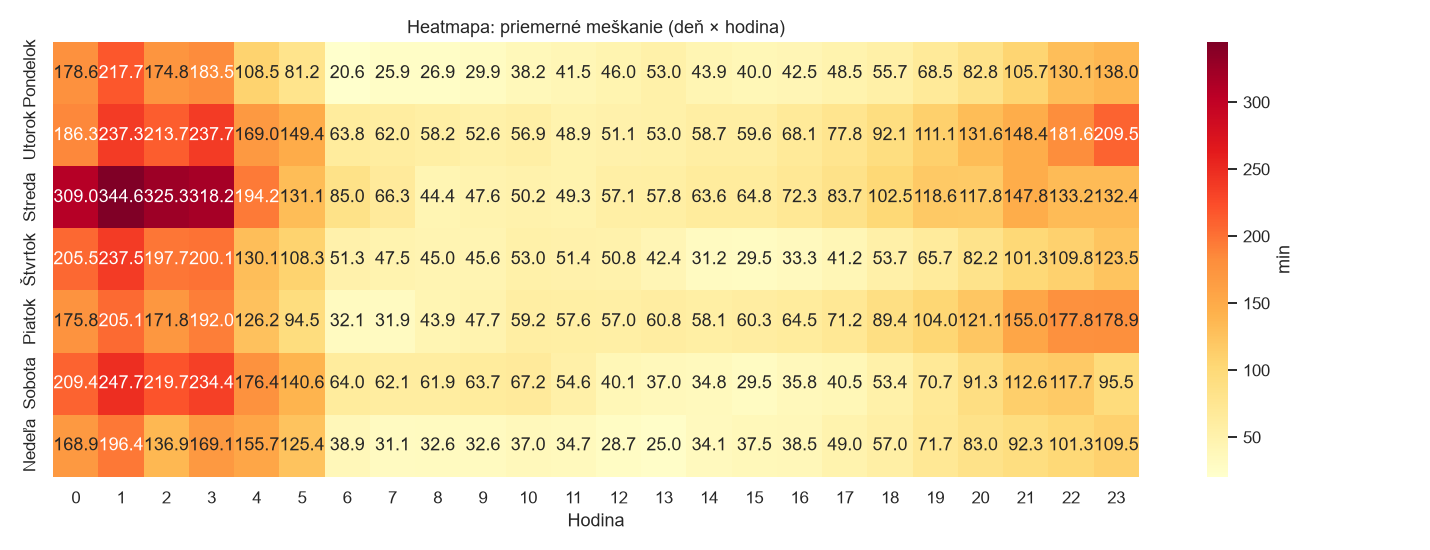 Heatmapa: priemerné meškanie (deň × hodina)
Pondelok 178.6 217.7 174.8 183.5 108.5 81.2 20.6 25.9 26.9 29.9 38.2 41.5 46.0 53.0 43.9 40.0 42.5 48.5 55.7 68.5 82.8 105.7 130.1 138.0
Utorok 186.3 237.3 213.7 237.7 169.0 149.4 63.8 62.0 58.2 52.6 56.9 48.9 51.1 53.0 58.7 59.6 68.1 77.8 92.1 111.1 131.6 148.4 181.6 209.5
Streda 309.0 344.6 325.3 318.2 194.2 131.1 85.0 66.3 44.4 47.6 50.2 49.3 57.1 57.8 63.6 64.8 72.3 83.7 102.5 118.6 117.8 147.8 133.2 132.4
Štvrtok 205.5 237.5 197.7 200.1 130.1 108.3 51.3 47.5 45.0 45.6 53.0 51.4 50.8 42.4 31.2 29.5 33.3 41.2 53.7 65.7 82.2 101.3 109.8 123.5
Piatok 175.8 205.1 171.8 192.0 126.2 94.5 32.1 31.9 43.9 47.7 59.2 57.6 57.0 60.8 58.1 60.3 64.5 71.2 89.4 104.0 121.1 155.0 177.8 178.9
Sobota 209.4 247.7 219.7 234.4 176.4 140.6 64.0 62.1 61.9 63.7 67.2 54.6 40.1 37.0 34.8 29.5 35.8 40.5 53.4 70.7 91.3 112.6 117.7 95.5
Nedeľa 168.9 196.4 136.9 169.1 155.7 125.4 38.9 31.1 32.6 32.6 37.0 34.7 28.7 25.0 34.1 37.5 38.5 49.0 57.0 71.7 83.0 92.3 101.3 109.5
0 1 2 3 4 5 6 7 8 9 10 11 12 13 14 15 16 17 18 19 20 21 22 23
Hodina
300
250
200
150
100
50
min